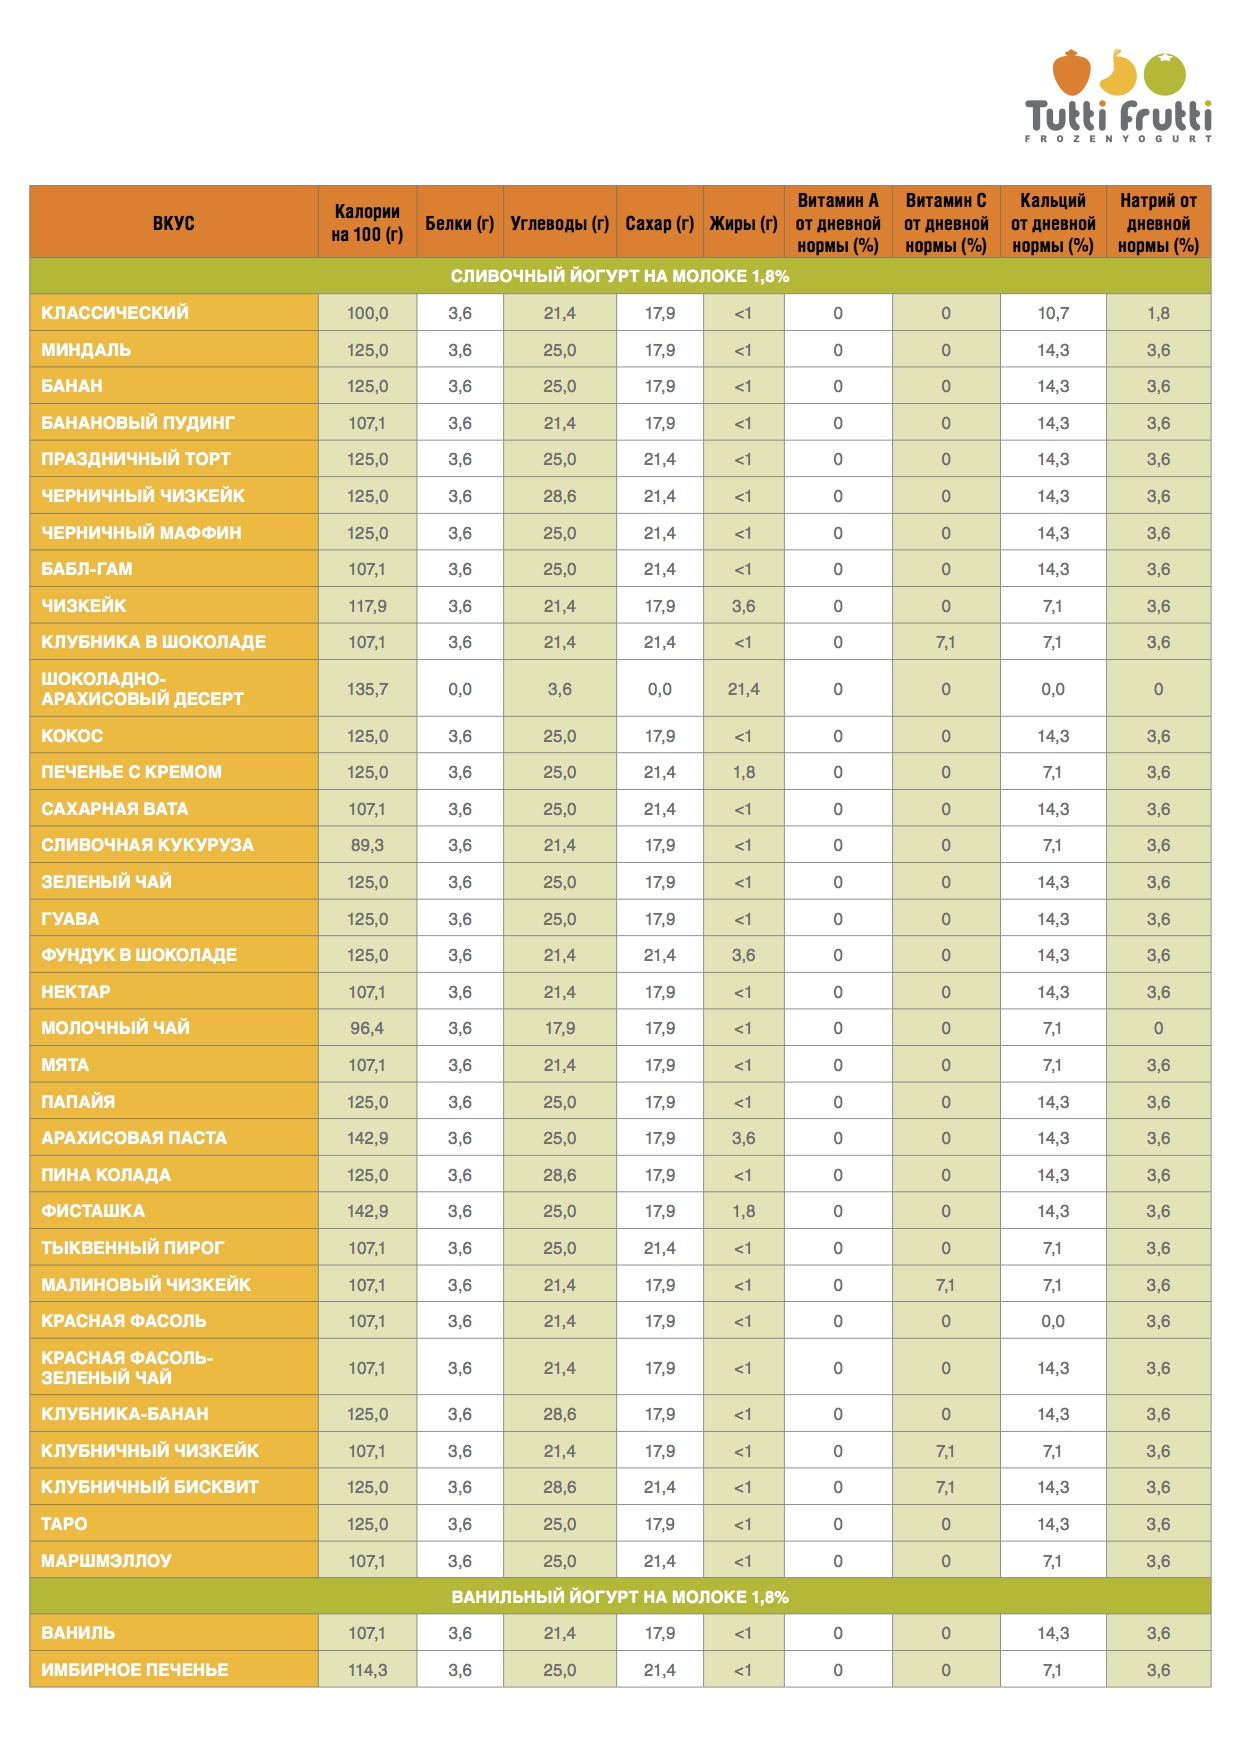 Tutti Frutti
FROZENYOGURT
ВКУС Калории на 100 (г) Белки (г) Углеводы (г) Сахар (г) Жиры (г) Витамин А от дневной нормы (%) Витамин С от дневной нормы (%) Кальций от дневной нормы (%) Натрий от дневной нормы (%)
СЛИВОЧНЫЙ ЙОГУРТ НА МОЛОКЕ 1,8%
КЛАССИЧЕСКИЙ 100,0 3,6 21,4 17,9 <1 0 0 10,7 1,8
МИНДАЛЬ 125,0 3,6 25,0 17,9 <1 0 0 14,3 3,6
БАНАН 125,0 3,6 25,0 17,9 <1 0 0 14,3 3,6
БАНАНОВЫЙ ПУДИНГ 107,1 3,6 21,4 17,9 <1 0 0 14,3 3,6
ПРАЗДНИЧНЫЙ ТОРТ 125,0 3,6 25,0 21,4 <1 0 0 14,3 3,6
ЧЕРНИЧНЫЙ ЧИЗКЕЙК 125,0 3,6 28,6 21,4 <1 0 0 14,3 3,6
ЧЕРНИЧНЫЙ МАФФИН 125,0 3,6 25,0 21,4 <1 0 0 14,3 3,6
БАБЛ-ГАМ 107,1 3,6 25,0 21,4 <1 0 0 14,3 3,6
ЧИЗКЕЙК 117,9 3,6 21,4 17,9 3,6 0 0 7,1 3,6
КЛУБНИКА В ШОКОЛАДЕ 107,1 3,6 21,4 21,4 <1 0 7,1 7,1 3,6
ШОКОЛАДНО-
АРАХИСОВЫЙ ДЕСЕРТ 135,7 0,0 3,6 0,0 21,4 0 0 0,0 0
КОКОС 125,0 3,6 25,0 17,9 <1 0 0 14,3 3,6
ПЕЧЕНЬЕ С КРЕМОМ 125,0 3,6 25,0 21,4 1,8 0 0 7,1 3,6
САХАРНАЯ ВАТА 107,1 3,6 25,0 21,4 <1 0 0 14,3 3,6
СЛИВОЧНАЯ КУКУРУЗА 89,3 3,6 21,4 17,9 <1 0 0 7,1 3,6
ЗЕЛЕНЫЙ ЧАЙ 125,0 3,6 25,0 17,9 <1 0 0 14,3 3,6
ГУАВА 125,0 3,6 25,0 17,9 <1 0 0 14,3 3,6
ФУНДУК В ШОКОЛАДЕ 125,0 3,6 21,4 21,4 3,6 0 0 14,3 3,6
НЕКТАР 107,1 3,6 21,4 17,9 <1 0 0 14,3 3,6
МОЛОЧНЫЙ ЧАЙ 96,4 3,6 17,9 17,9 <1 0 0 7,1 0
МЯТА 107,1 3,6 21,4 17,9 <1 0 0 7,1 3,6
ПАПАЙЯ 125,0 3,6 25,0 17,9 <1 0 0 14,3 3,6
АРАХИСОВАЯ ПАСТА 142,9 3,6 25,0 17,9 3,6 0 0 14,3 3,6
ПИНА КОЛАДА 125,0 3,6 28,6 17,9 <1 0 0 14,3 3,6
ФИСТАШКА 142,9 3,6 25,0 17,9 1,8 0 0 14,3 3,6
ТЫКВЕННЫЙ ПИРОГ 107,1 3,6 25,0 21,4 <1 0 0 7,1 3,6
МАЛИНОВЫЙ ЧИЗКЕЙК 107,1 3,6 21,4 17,9 <1 0 7,1 7,1 3,6
КРАСНАЯ ФАСОЛЬ 107,1 3,6 21,4 17,9 <1 0 0 0,0 3,6
КРАСНАЯ ФАСОЛЬ-
ЗЕЛЕНЫЙ ЧАЙ 107,1 3,6 21,4 17,9 <1 0 0 14,3 3,6
КЛУБНИКА-БАНАН 125,0 3,6 28,6 17,9 <1 0 0 14,3 3,6
КЛУБНИЧНЫЙ ЧИЗКЕЙК 107,1 3,6 21,4 17,9 <1 0 7,1 7,1 3,6
КЛУБНИЧНЫЙ БИСКВИТ 125,0 3,6 28,6 21,4 <1 0 7,1 14,3 3,6
ТАРО 125,0 3,6 25,0 17,9 <1 0 0 14,3 3,6
МАРШМЭЛЛОУ 107,1 3,6 25,0 21,4 <1 0 0 7,1 3,6
ВАНИЛЬНЫЙ ЙОГУРТ НА МОЛОКЕ 1,8%
ВАНИЛЬ 107,1 3,6 21,4 17,9 <1 0 0 14,3 3,6
ИМБИРНОЕ ПЕЧЕНЬЕ 114,3 3,6 25,0 21,4 <1 0 0 7,1 3,6